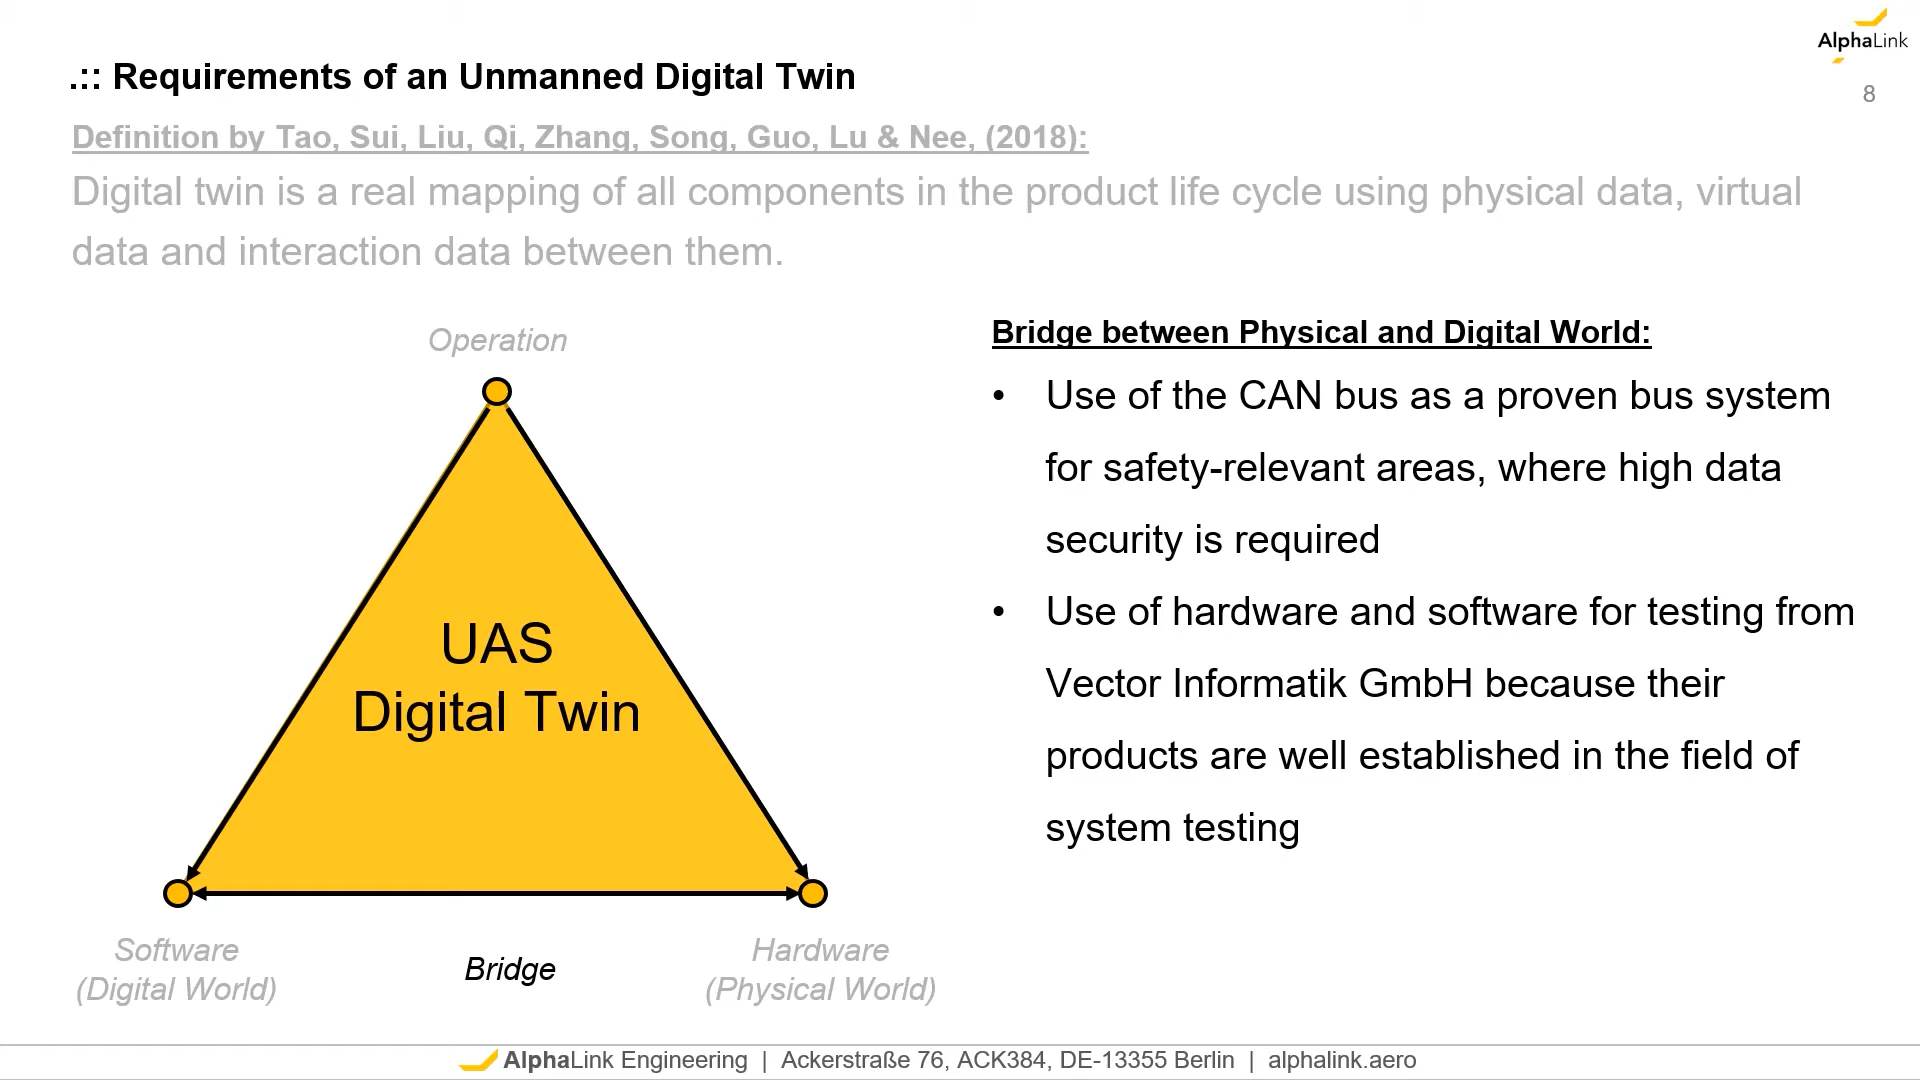 AlphaLink
.:: Requirements of an Unmanned Digital Twin
8
Definition by Tao, Sui, Liu, Qi, Zhang, Song, Guo, Lu & Nee, (2018):
Digital twin is a real mapping of all components in the product life cycle using physical data, virtual
data and interaction data between them.
Operation
UAS
Digital Twin
Software
(Digital World)
Bridge
Hardware
(Physical World)
Bridge between Physical and Digital World:
• Use of the CAN bus as a proven bus system
for safety-relevant areas, where high data
security is required
• Use of hardware and software for testing from
Vector Informatik GmbH because their
products are well established in the field of
system testing
AlphaLink Engineering | Ackerstraße 76, ACK384, DE-13355 Berlin | alphalink.aero